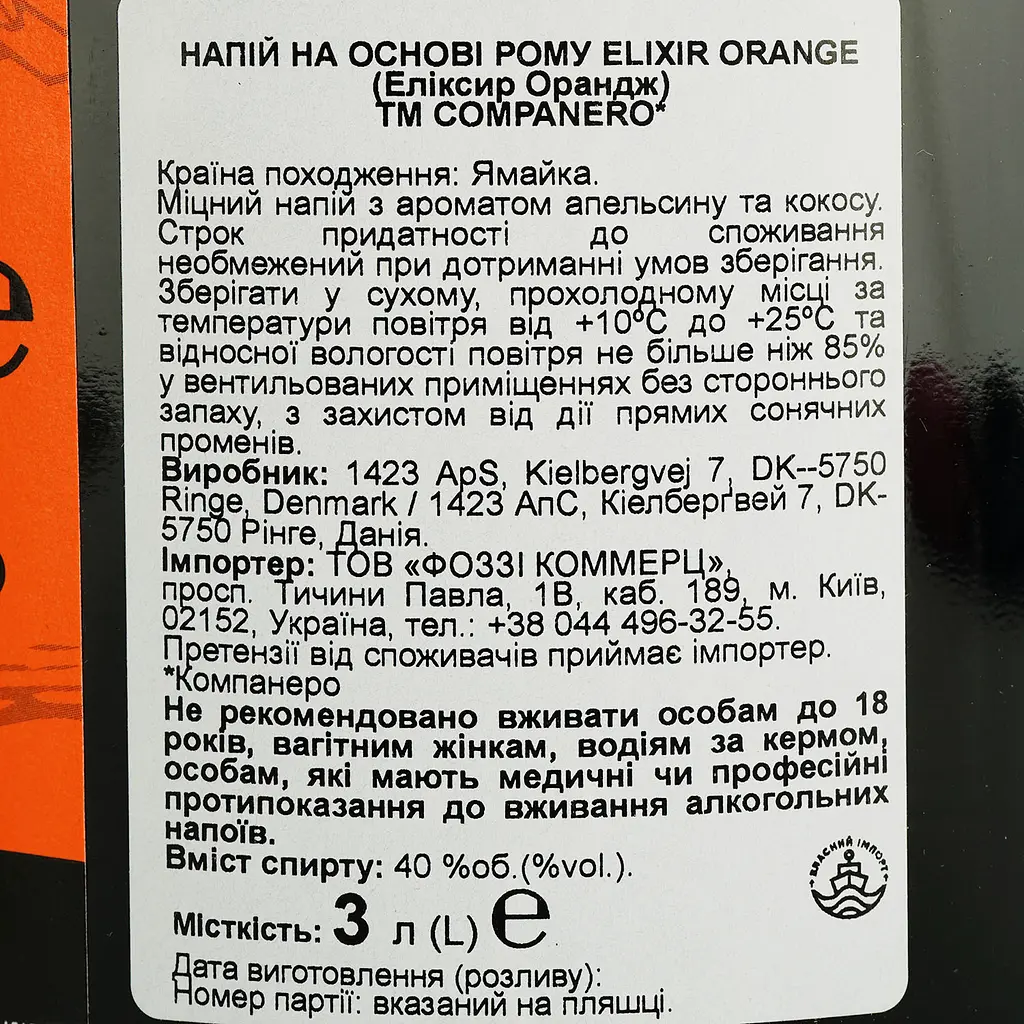 НАПІЙ НА ОСНОВІ РОМУ ELIXIR ORANGE
(Еліксир Орандж)
ТМ COMPANERO*
Країна походження: Ямайка.
Міцний напій з ароматом апельсину та кокосу.
Строк придатності до споживання
необмежений при дотриманні умов зберігання.
Зберігати у сухому, прохолодному місці за
температури повітря від +10ºС до +25ºС та
відносної вологості повітря не більше ніж 85%
у вентильованих приміщеннях без стороннього
запаху, з захистом від дії прямих сонячних
променів.
Виробник: 1423 ApS, Kielbergvej 7, DK--5750
Ringe, Denmark / 1423 АпС, Кіелберґвей 7, DK-
5750 Рінге, Данія.
Імпортер: ТОВ «ФОЗЗІ КОММЕРЦ»,
просп. Тичини Павла, 1В, каб. 189, м. Київ,
02152, Україна, тел.: +38 044 496-32-55.
Претензії від споживачів приймає імпортер.
*Компанеро
Не рекомендовано вживати особам до 18
років, вагітним жінкам, водіям за кермом,
особам, які мають медичні чи професійні
протипоказання до вживання алкогольних
напоїв.
Вміст спирту: 40 %об.(%vol.).
ВЛАСНИЙ ІМПОРТ
Місткість: 3 л (L) e
Дата виготовлення (розливу):
Номер партії: вказаний на пляшці.